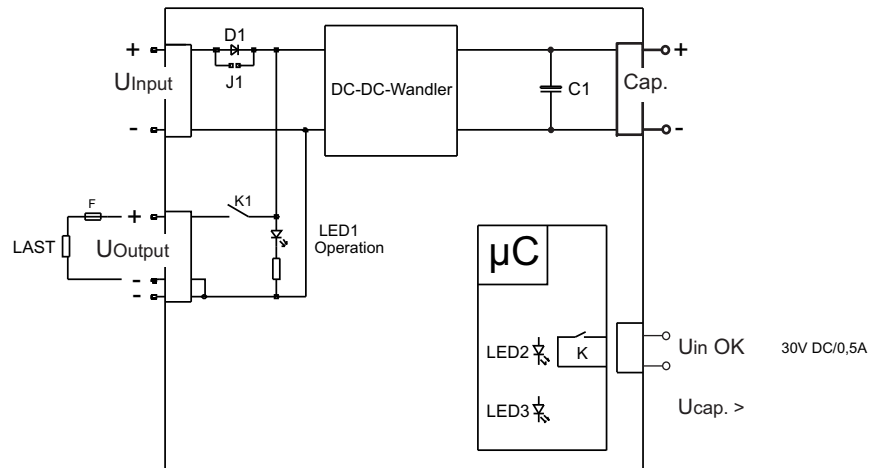 D1
+
+
UInput
J1
DC-DC-Wandler
C1
Cap.
-
-
F
+
K1
LAST
UOutput
LED1
Operation
-
-
µC
LED2
K
Uin OK
30V DC/0,5A
LED3
Ucap. >